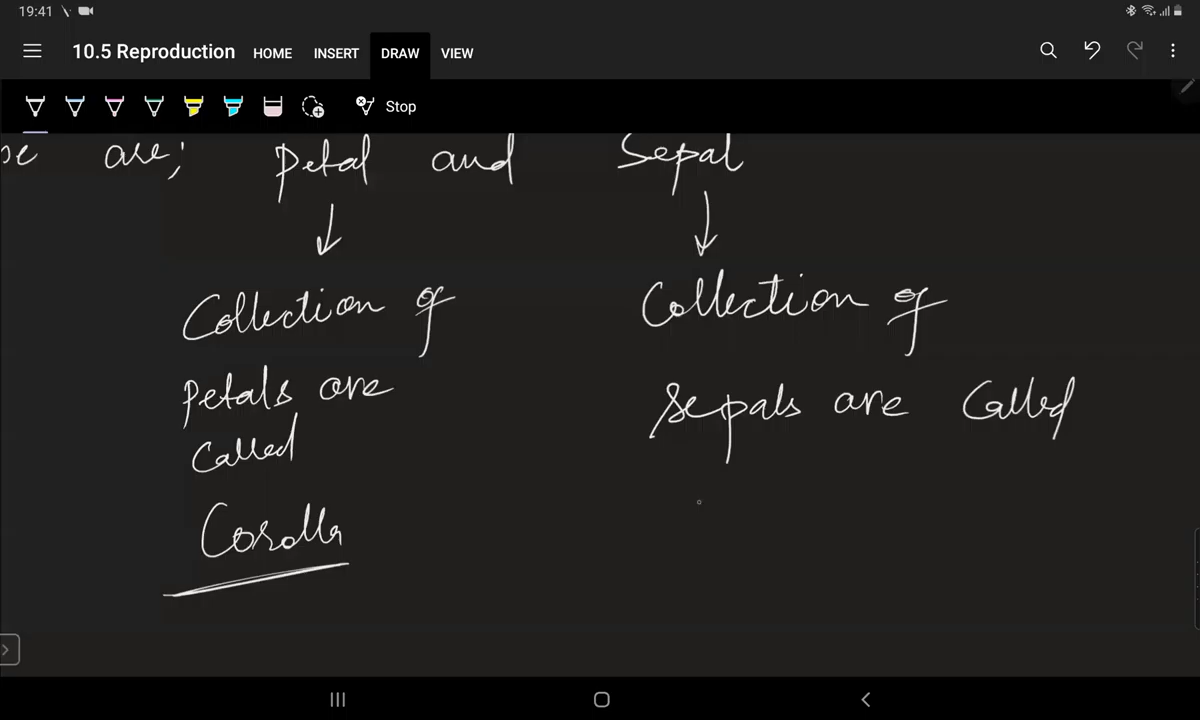 19:41
10.5 Reproduction HOME INSERT DRAW VIEW
Stop
are; Petal and Sepal
Collection of
Petals are
called
Corolla
Collection of
Sepals are Called